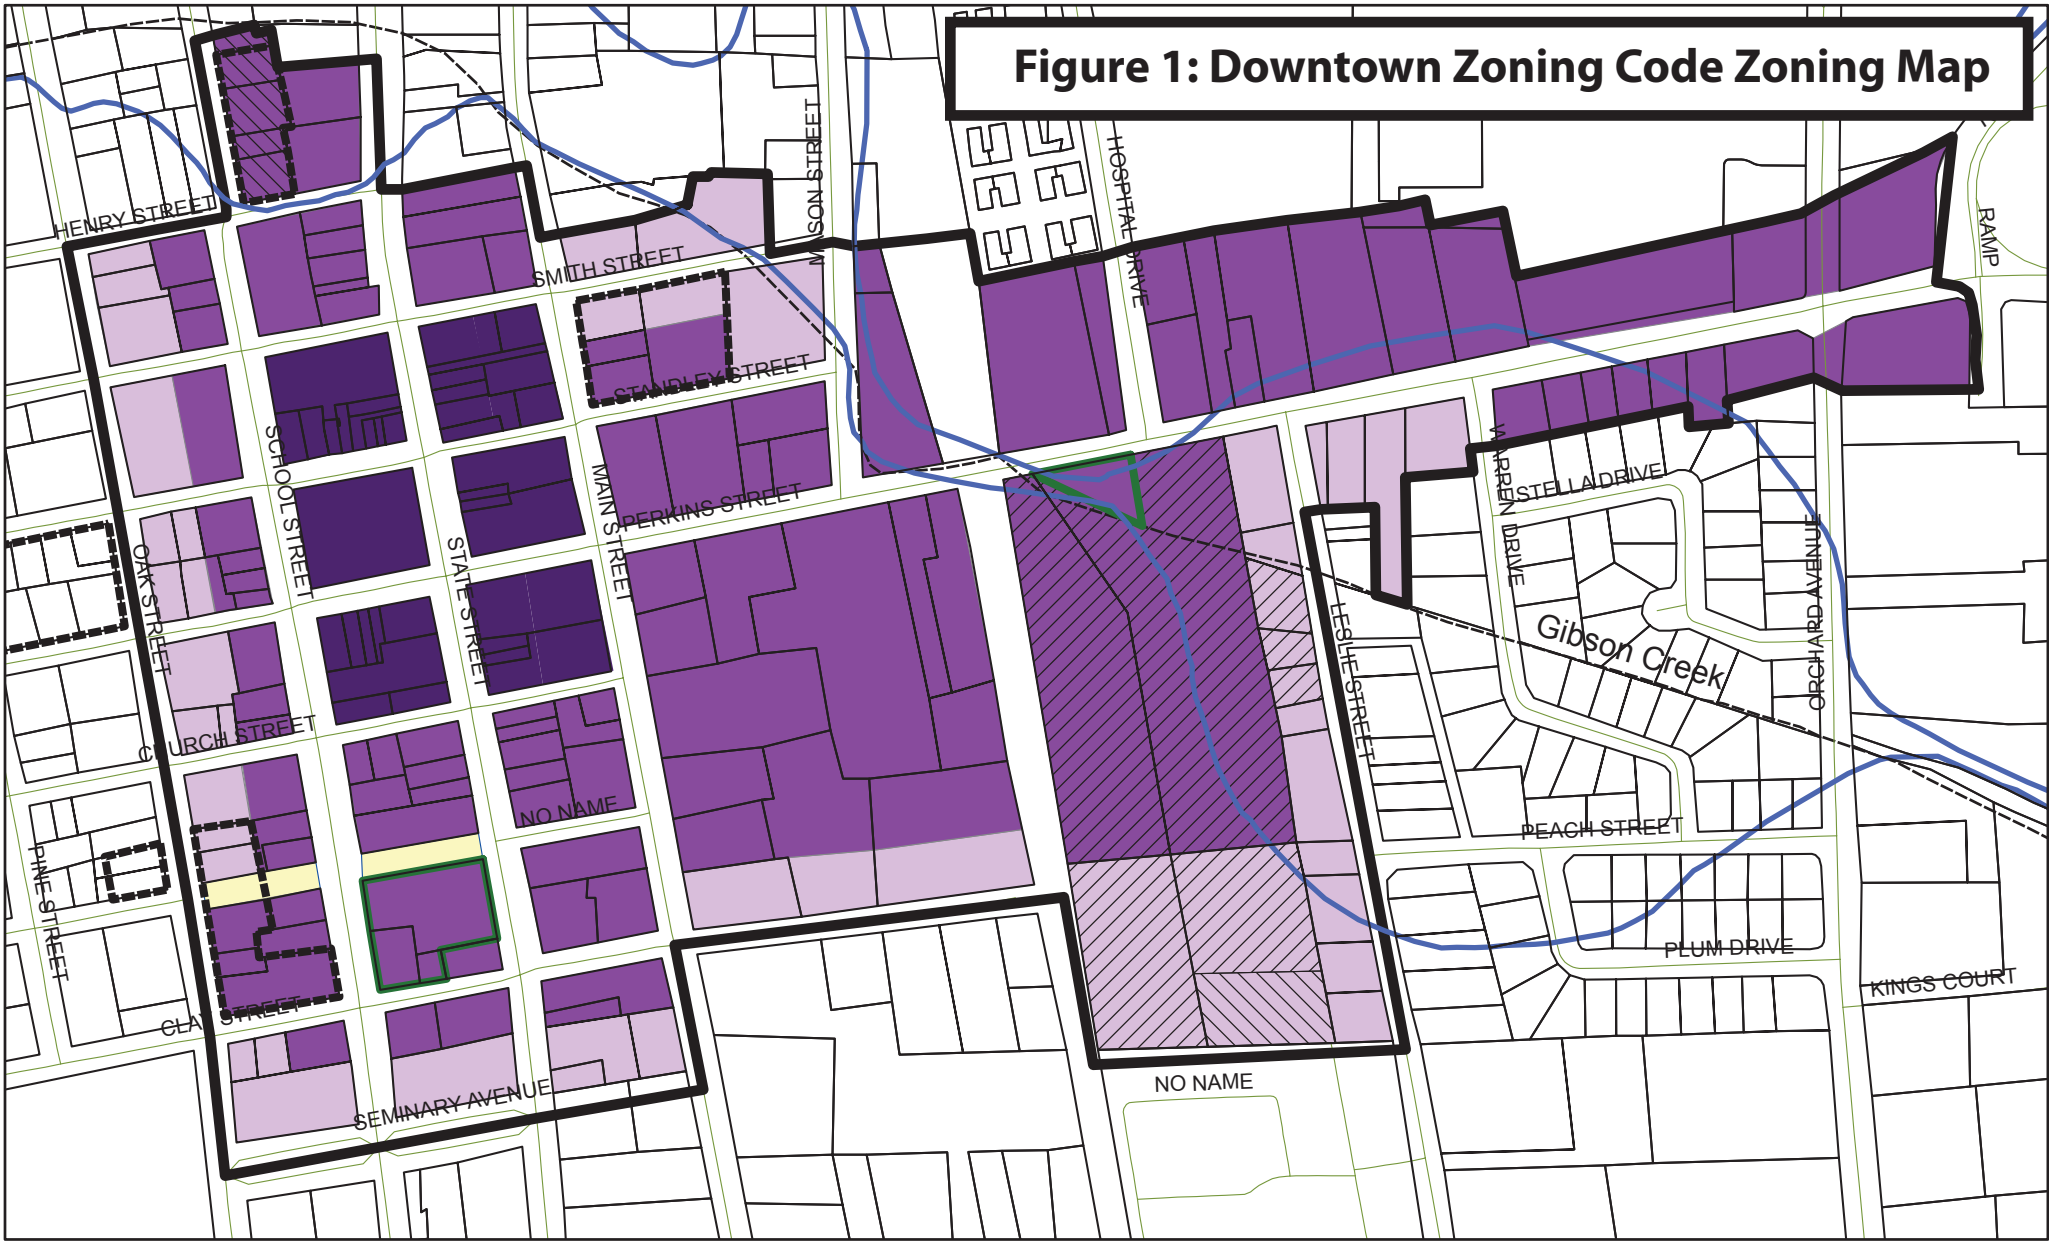 Figure 1: Downtown Zoning Code Zoning Map
HENRY STREET
SMITH STREET
MASON STREET
HOSPITAL DRIVE
RAMP
STANDLEY STREET
SCHOOL STREET
MAIN STREET
PERKINS STREET
WARREN DRIVE
STELLA DRIVE
OAK STREET
STATE STREET
ORCHARD AVENUE
LESLIE STREET
Gibson Creek
CHURCH STREET
NO NAME
PEACH STREET
PINE STREET
PLUM DRIVE
KINGS COURT
CLAY STREET
SEMINARY AVENUE
NO NAME